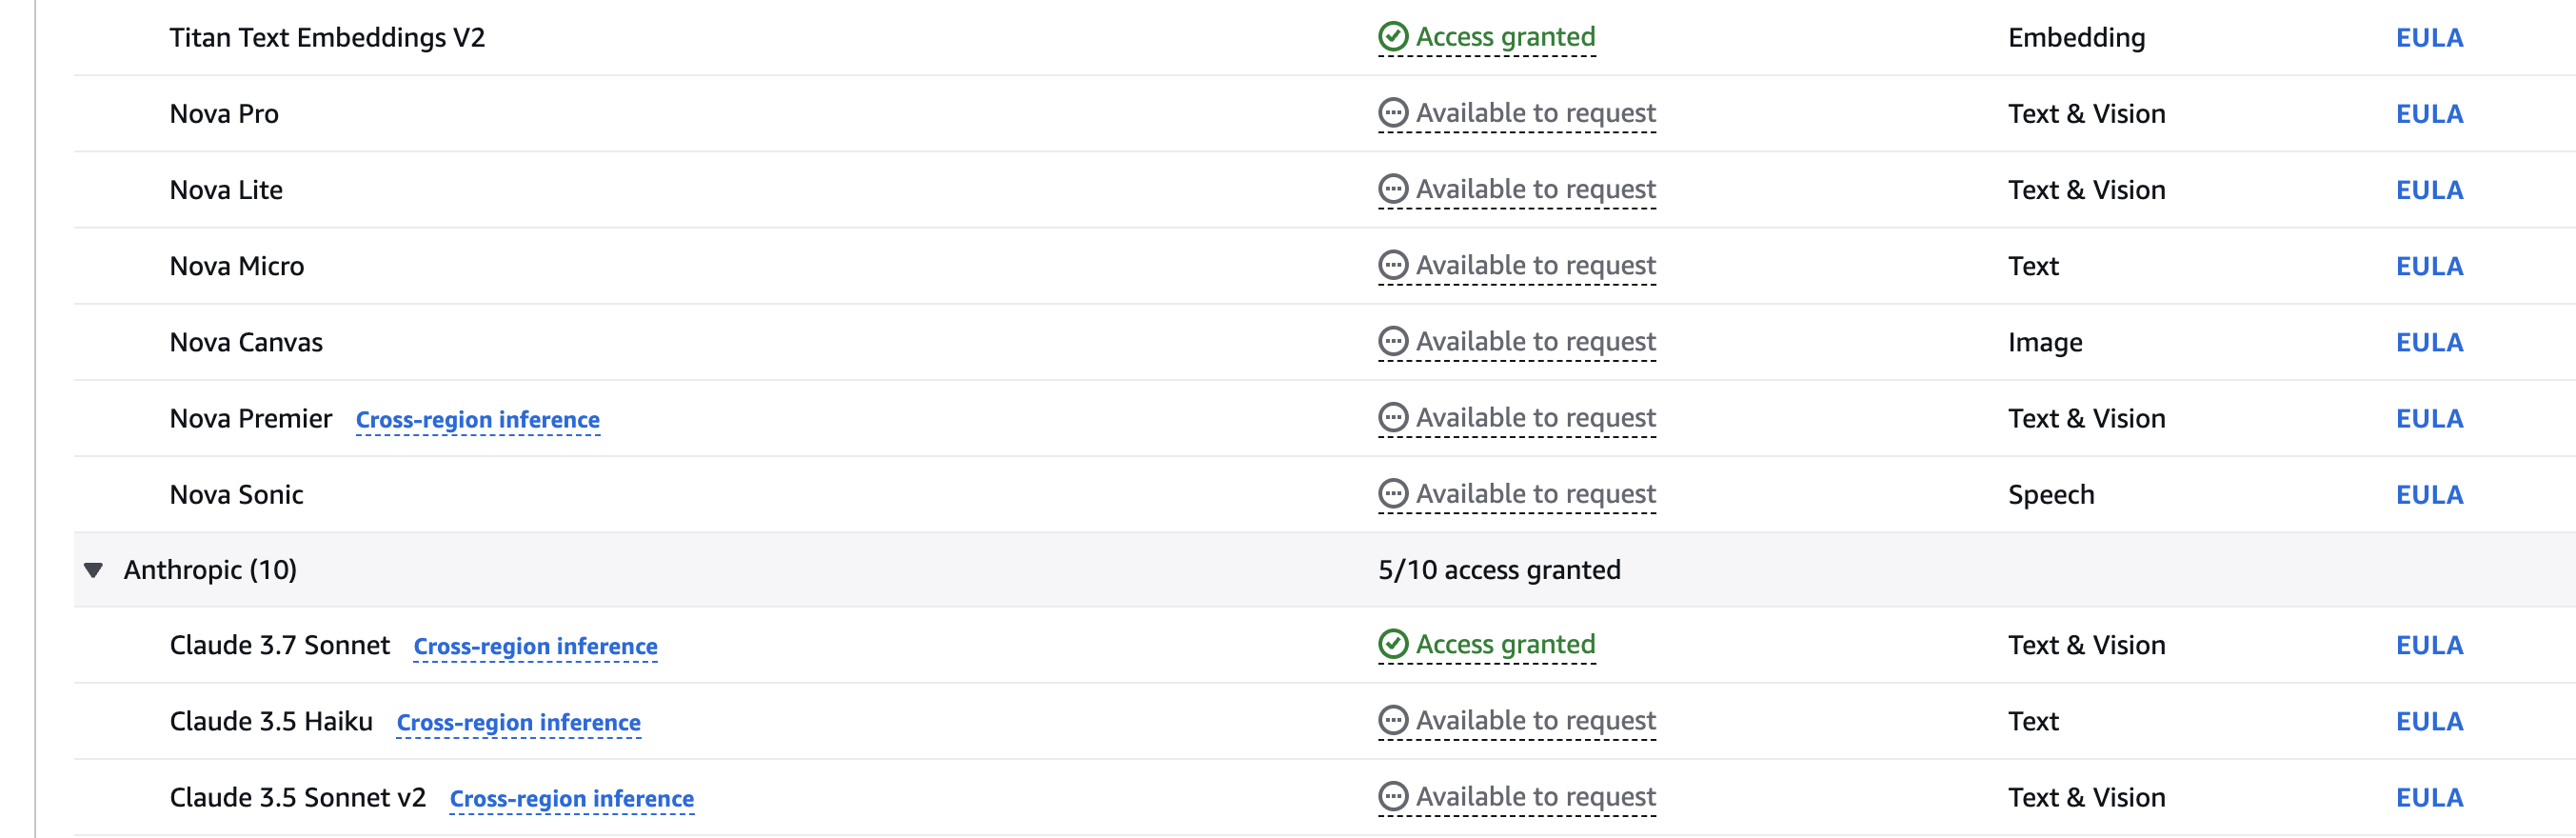 Titan Text Embeddings V2 Access granted Embedding EULA
Nova Pro Available to request Text & Vision EULA
Nova Lite Available to request Text & Vision EULA
Nova Micro Available to request Text EULA
Nova Canvas Available to request Image EULA
Nova Premier Cross-region inference Available to request Text & Vision EULA
Nova Sonic Available to request Speech EULA
Anthropic (10) 5/10 access granted
Claude 3.7 Sonnet Cross-region inference Access granted Text & Vision EULA
Claude 3.5 Haiku Cross-region inference Available to request Text EULA
Claude 3.5 Sonnet v2 Cross-region inference Available to request Text & Vision EULA